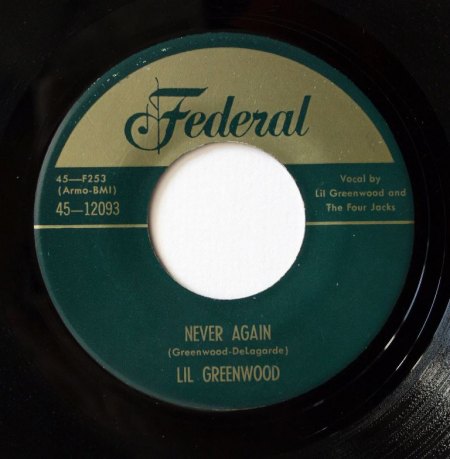 Federal
45—F253
(Armo-BMI)
45—12093
Vocal by
Lil Greenwood and
The Four Jacks
NEVER AGAIN
(Greenwood-DeLagarde)
LIL GREENWOOD